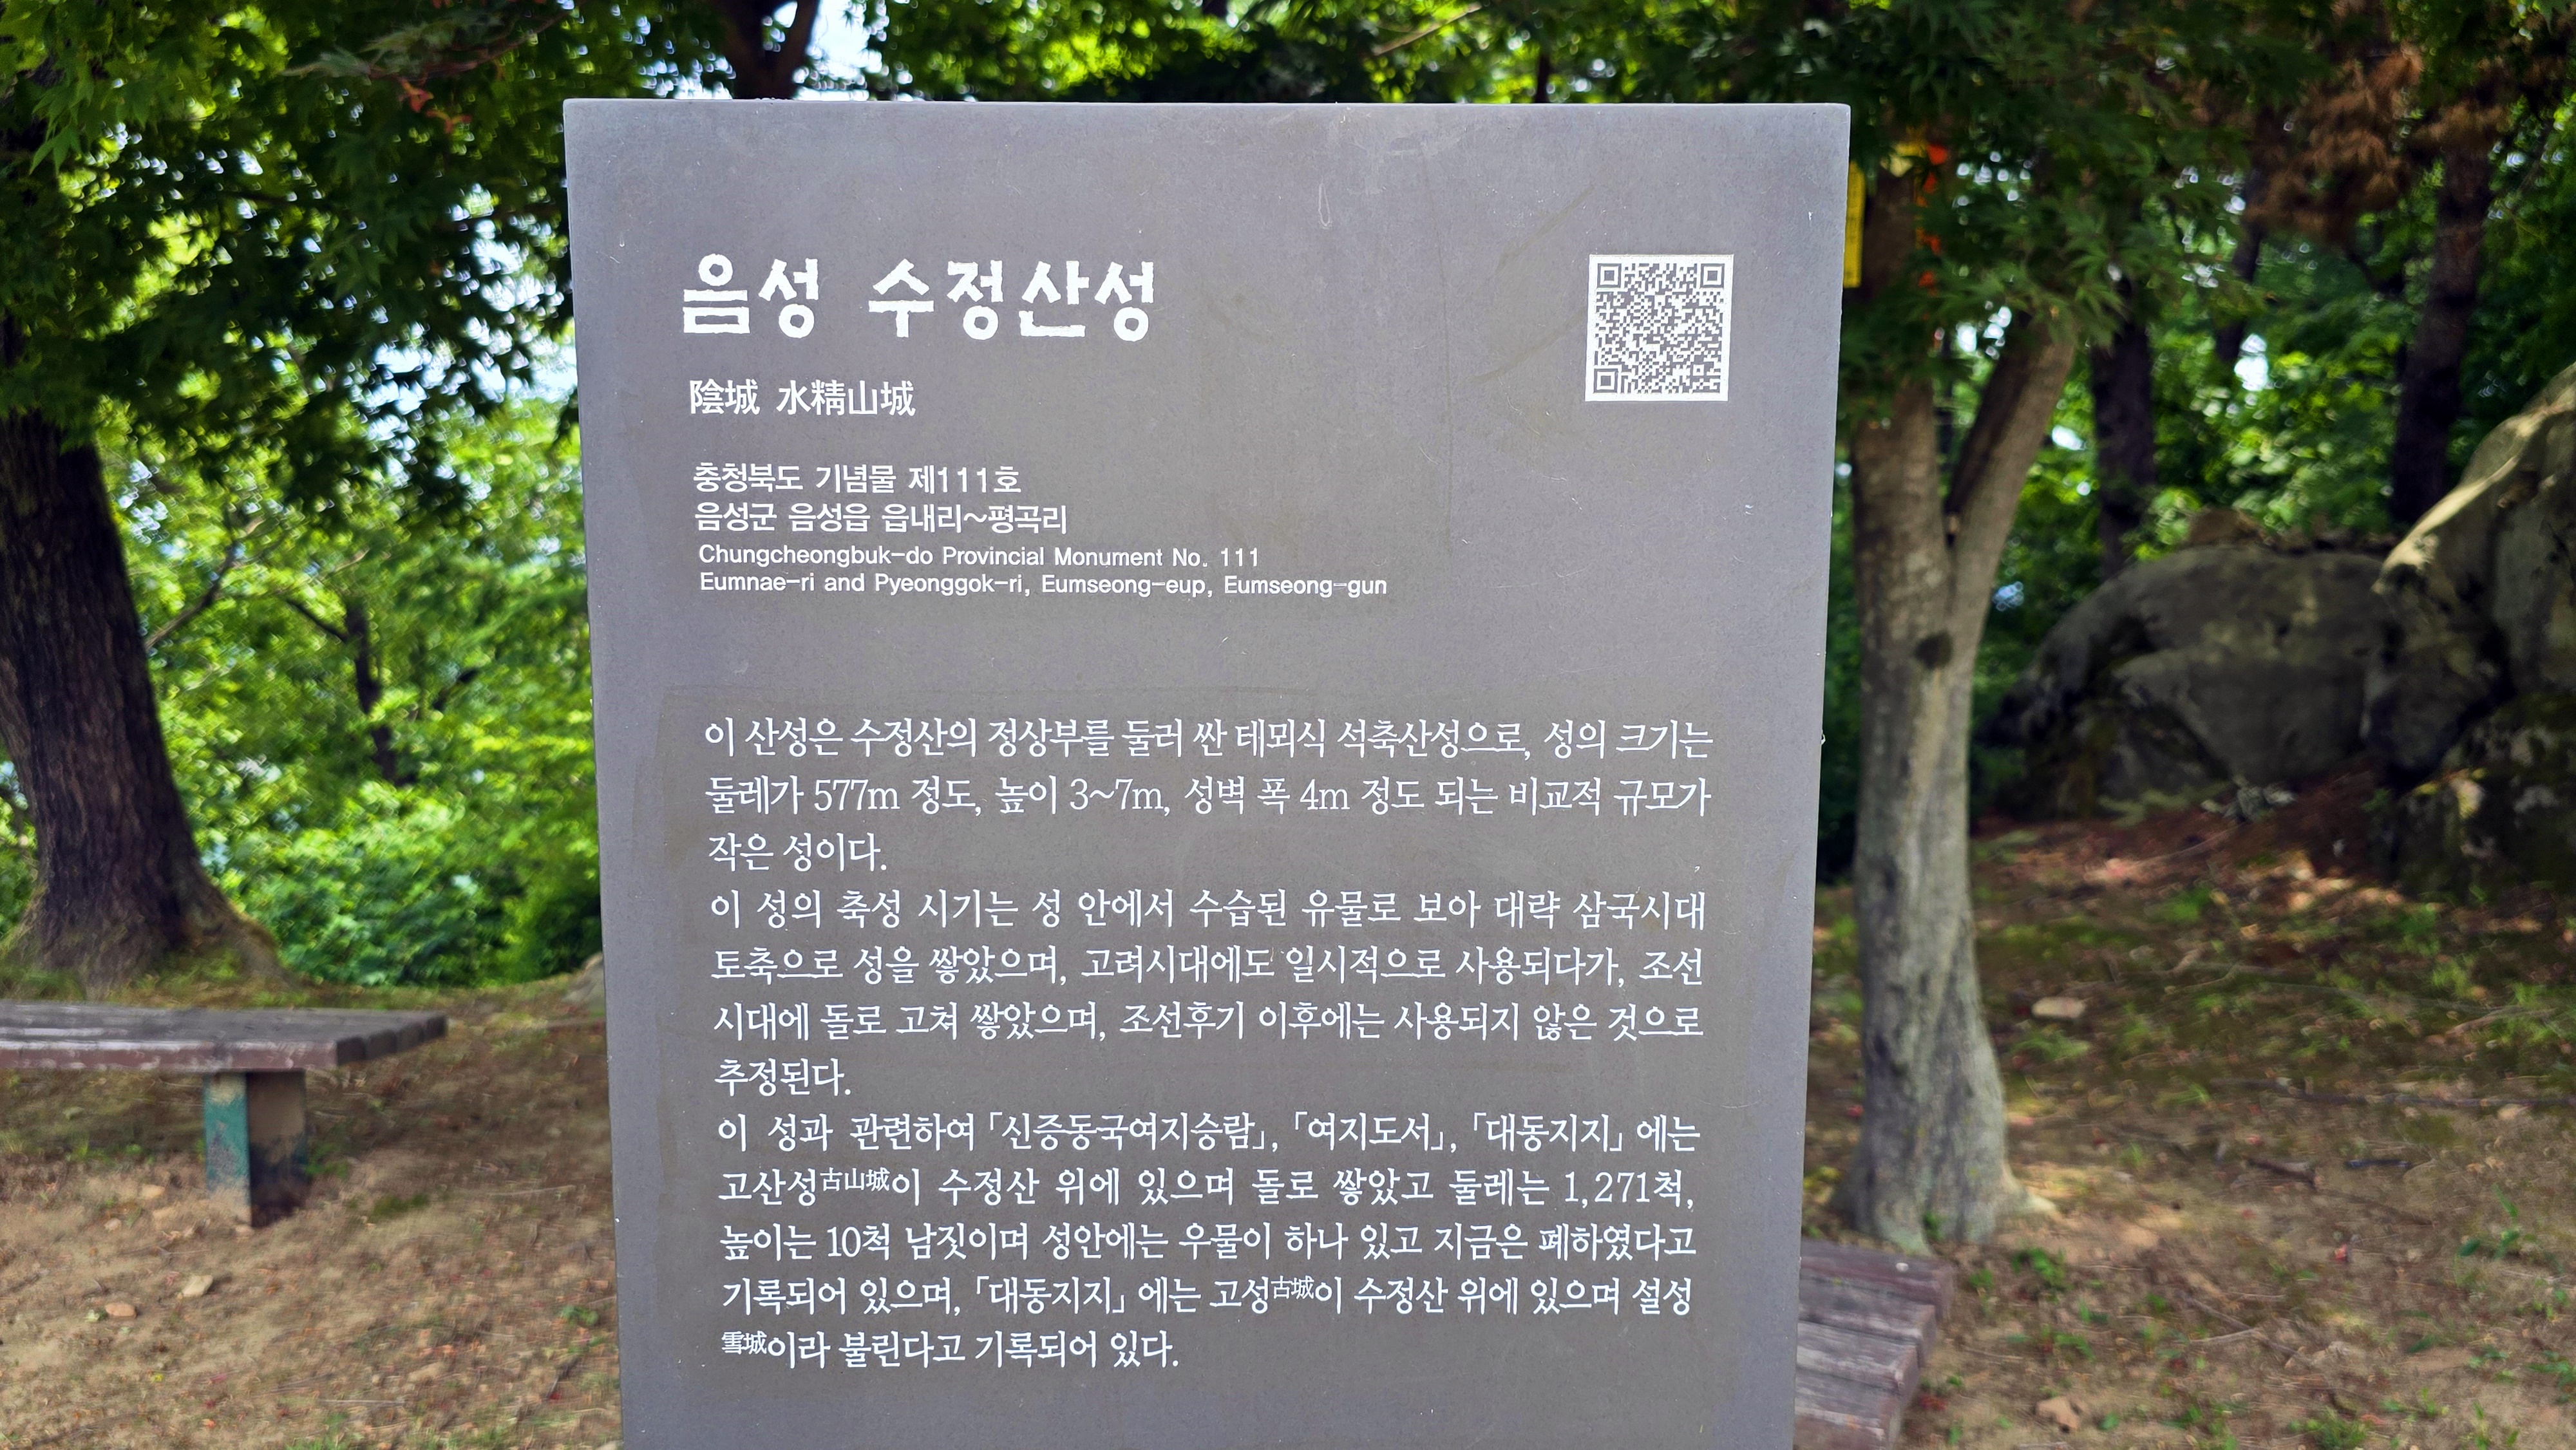 음성 수정산성
陰城 水精山城
충청북도 기념물 제111호
음성군 음성읍 읍내리~평곡리
Chungcheongbuk-do Provincial Monument No. 111
Eumnae-ri and Pyeonggok-ri, Eumseong-eup, Eumseong-gun
이 산성은 수정산의 정상부를 둘러 싼 테뫼식 석축산성으로, 성의 크기는
둘레가 577m 정도, 높이 3~7m, 성벽 폭 4m 정도 되는 비교적 규모가
작은 성이다.
이 성의 축성 시기는 성 안에서 수습된 유물로 보아 대략 삼국시대
토축으로 성을 쌓았으며, 고려시대에도 일시적으로 사용되다가, 조선
시대에 돌로 고쳐 쌓았으며, 조선후기 이후에는 사용되지 않은 것으로
추정된다.
이 성과 관련하여 「신증동국여지승람」, 「여지도서」, 「대동지지」 에는
고산성古山城이 수정산 위에 있으며 돌로 쌓았고 둘레는 1,271척,
높이는 10척 남짓이며 성안에는 우물이 하나 있고 지금은 폐하였다고
기록되어 있으며, 「대동지지」 에는 고성古城이 수정산 위에 있으며 설성
雪城이라 불린다고 기록되어 있다.